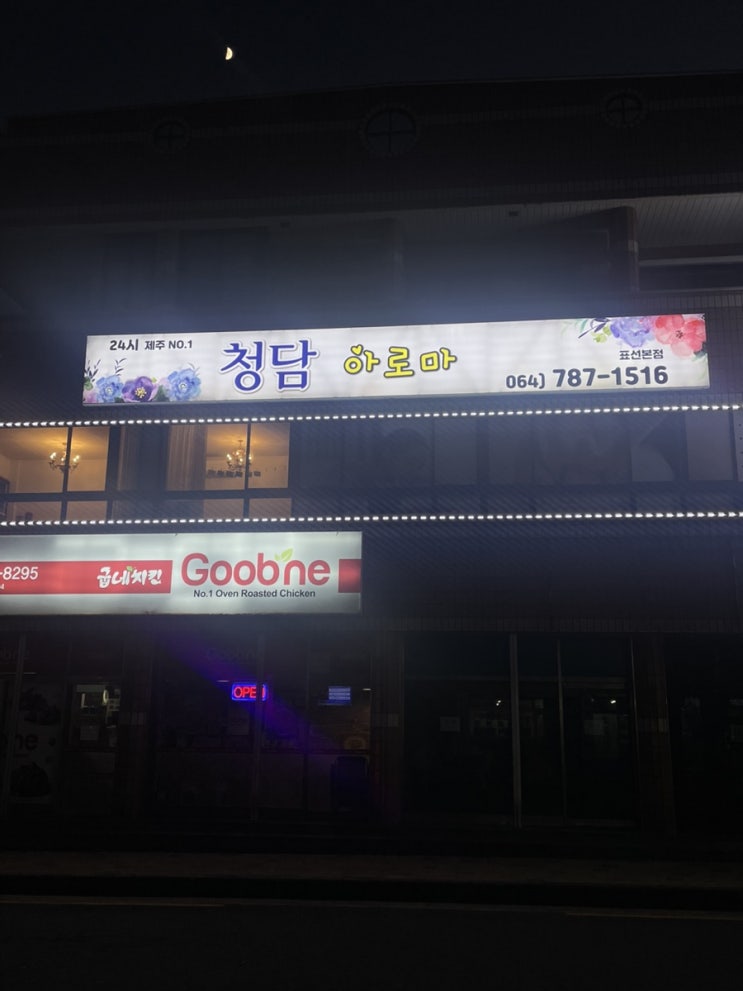 24시 제주 NO.1
청담 아로마
표선본점
064) 787-1516
-8295
굽네치킨
Goobne
No.1 Oven Roasted Chicken
OPEN